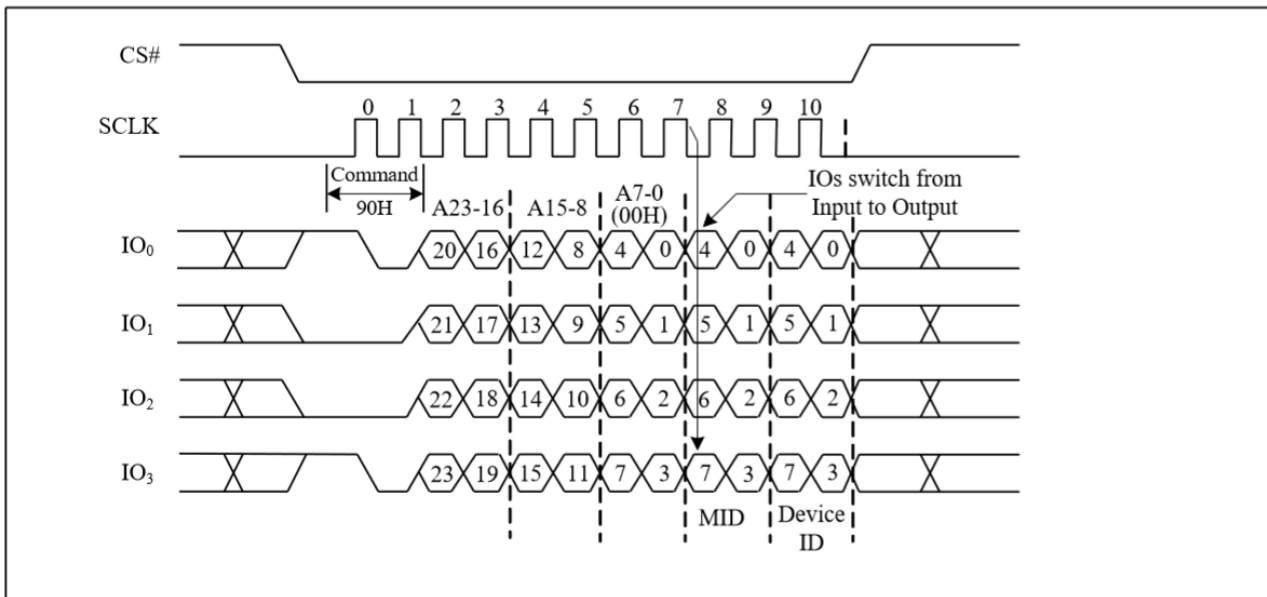 CS#
0 1 2 3 4 5 6 7 8 9 10
SCLK
Command
90H
A23-16
A15-8
A7-0
(00H)
IOs switch from
Input to Output
IO₀ 20 16 12 8 4 0 4 0 4 0
IO₁ 21 17 13 9 5 1 5 1 5 1
IO₂ 22 18 14 10 6 2 6 2 6 2
IO₃ 23 19 15 11 7 3 7 3 7 3
MID
Device
ID